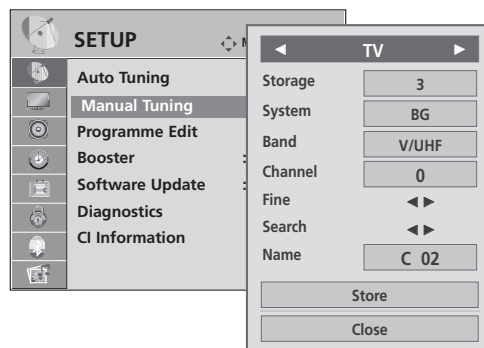 SETUP
M
Auto Tuning
Manual Tuning
Programme Edit
Booster :
Software Update :
Diagnostics
CI Information
◄ TV ►
Storage 3
System BG
Band V/UHF
Channel 0
Fine ◄►
Search ◄►
Name C 02
Store
Close